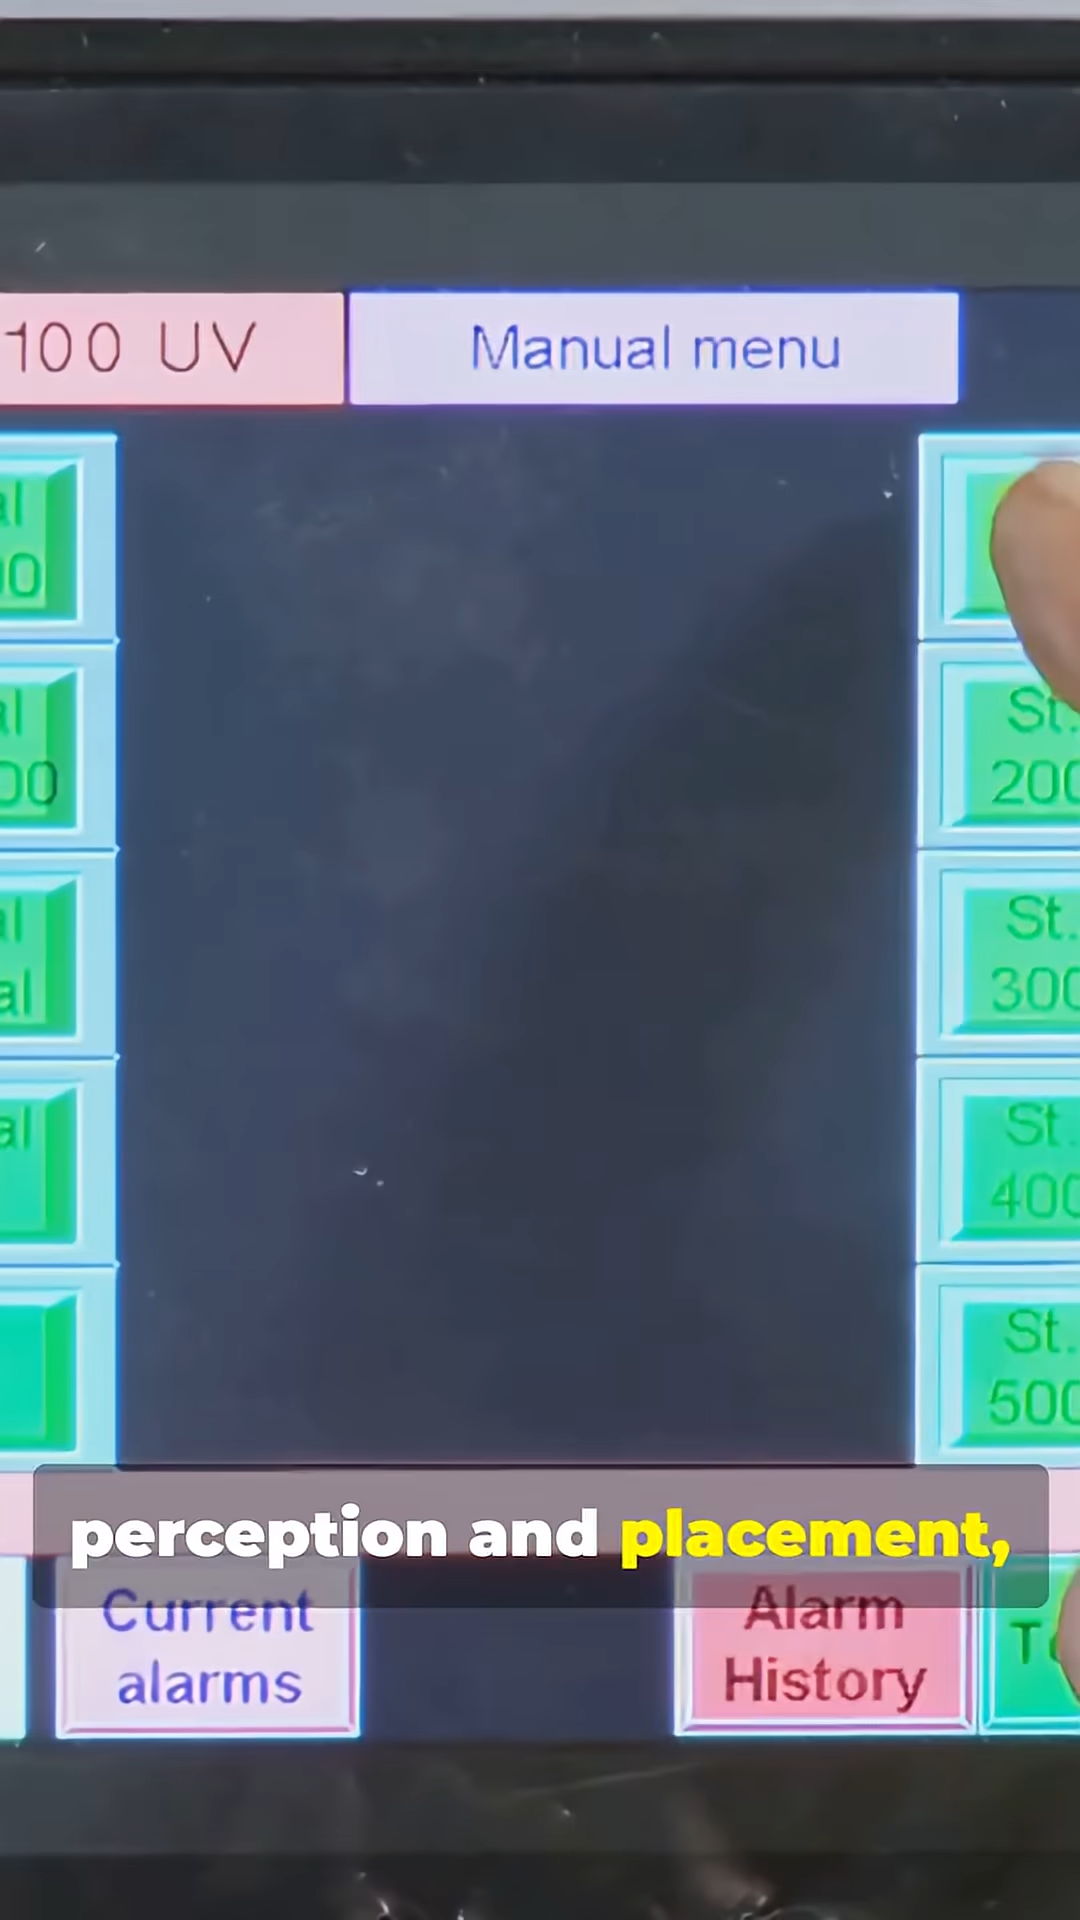 100 UV
Manual menu
St.
200
St.
300
St.
400
St.
500
perception and placement,
Current
alarms
Alarm
History